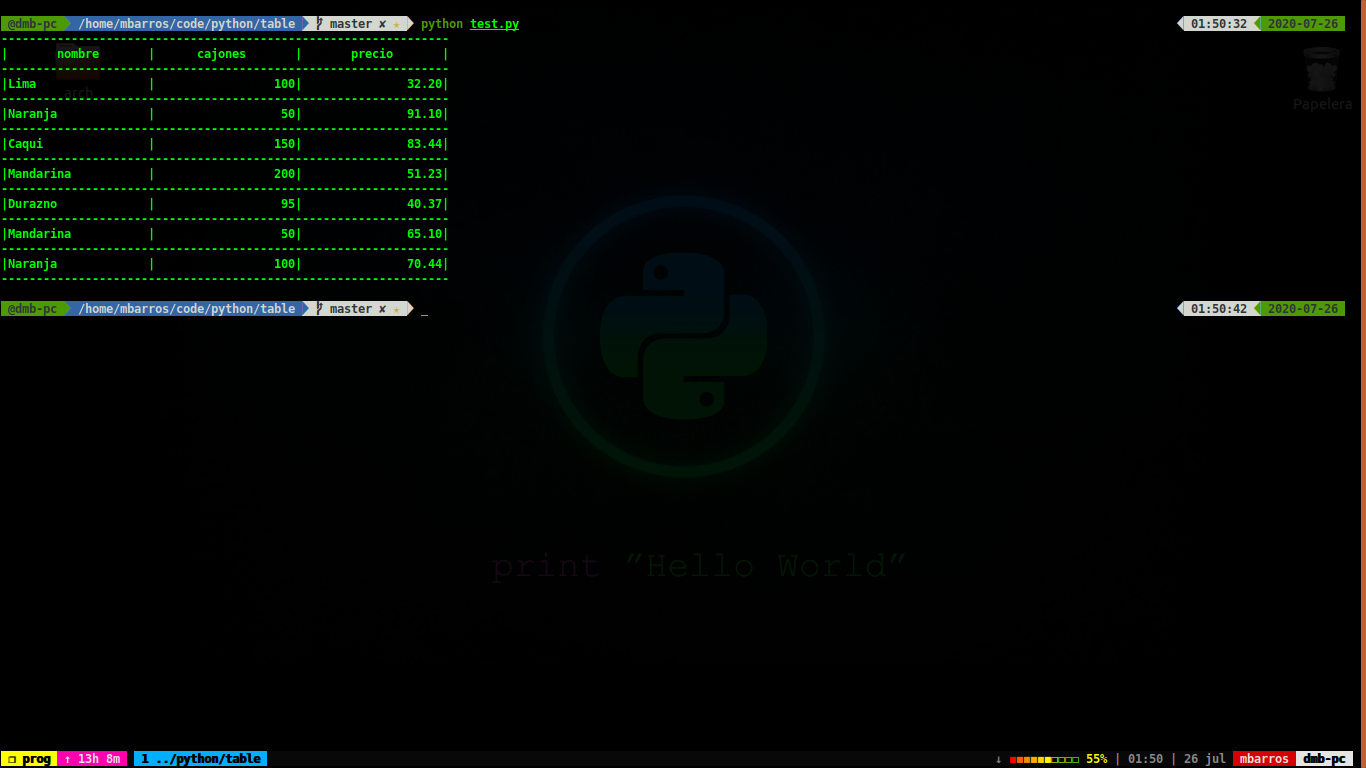 @dmb-pc /home/mbarros/code/python/table master ✘ ★ python test.py 01:50:32 2020-07-26
----------------------------------------------------------------
| nombre | cajones | precio |
----------------------------------------------------------------
|Lima | 100| 32.20|
----------------------------------------------------------------
arch
|Naranja | 50| 91.10|
----------------------------------------------------------------
|Caqui | 150| 83.44|
----------------------------------------------------------------
|Mandarina | 200| 51.23|
----------------------------------------------------------------
|Durazno | 95| 40.37|
----------------------------------------------------------------
|Mandarina | 50| 65.10|
----------------------------------------------------------------
|Naranja | 100| 70.44|
----------------------------------------------------------------
Papelera
@dmb-pc /home/mbarros/code/python/table master ✘ ★ _ 01:50:42 2020-07-26
print ”Hello World”
❐ prog ↑ 13h 8m 1 ../python/table ↓ ■■■■■■□□□□ 55% | 01:50 | 26 jul mbarros dmb-pc